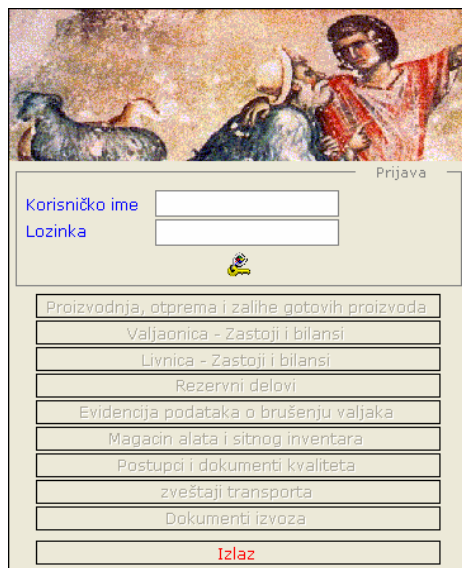 Prijava
Korisničko ime
Lozinka
Proizvodnja, otprema i zalihe gotovih proizvoda
Valjaonica - Zastoji i bilansi
Livnica - Zastoji i bilansi
Rezervni delovi
Evidencija podataka o brušenju valjaka
Magacin alata i sitnog inventara
Postupci i dokumenti kvaliteta
zveštaji transporta
Dokumenti izvoza
Izlaz